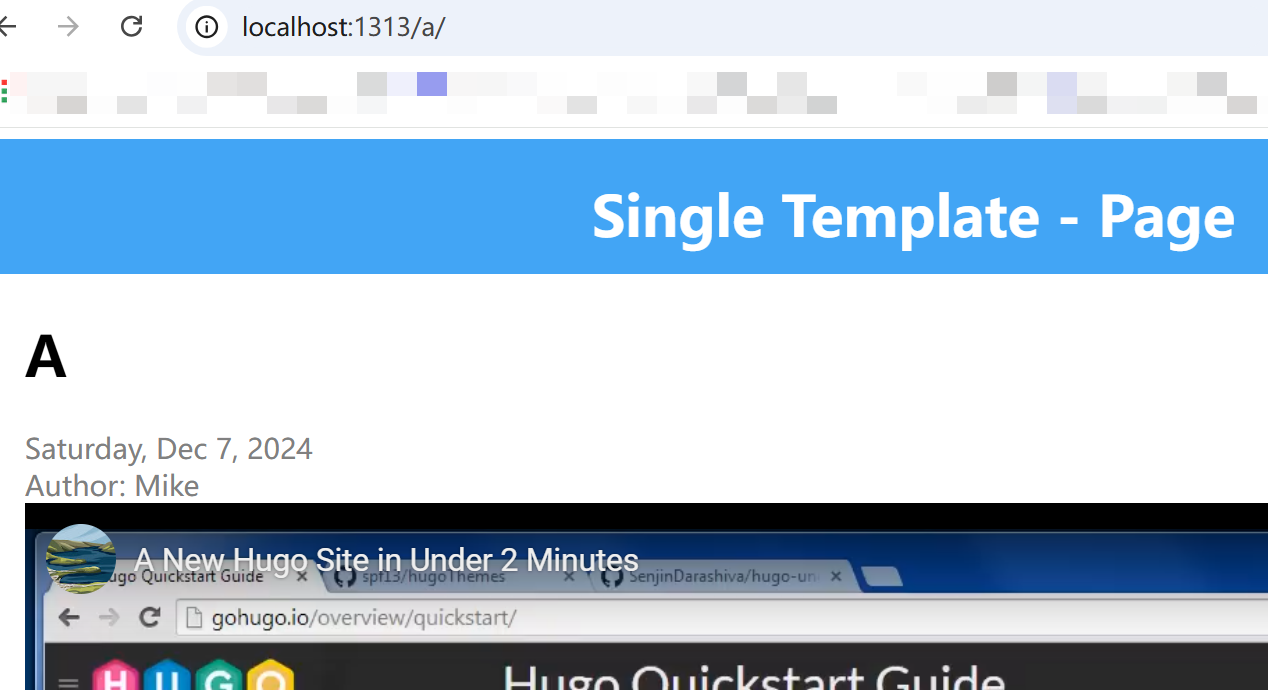 localhost:1313/a/
Single Template - Page
A
Saturday, Dec 7, 2024
Author: Mike
A New Hugo Site in Under 2 Minutes
ugo Quickstart Guide × spf13/hugoThemes × SenjinDarashiva/hugo-un ×
gohugo.io/overview/quickstart/
HUGO Hugo Quickstart Guide